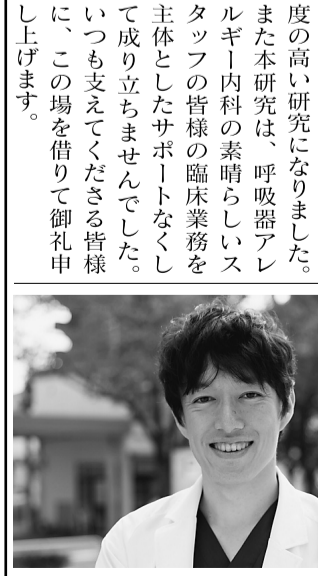 度の高い研究になりました。
また本研究は、呼吸器アレ
ルギー内科の素晴らしいス
タッフの皆様の臨床業務を
主体としたサポートなくし
て成り立ちませんでした。
いつも支えてくださる皆様
に、この場を借りて御礼申
し上げます。